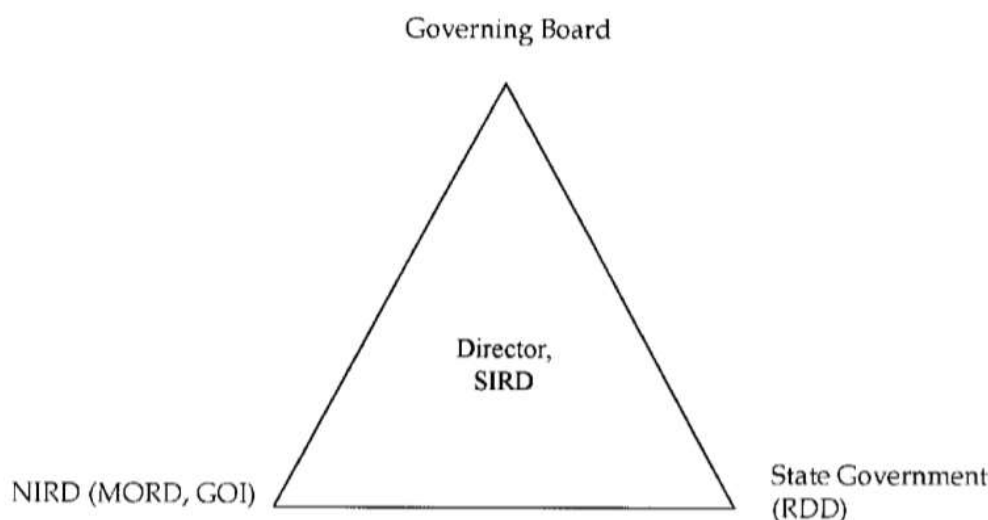 Governing Board
Director,
SIRD
NIRD (MORD, GOI)
State Government
(RDD)